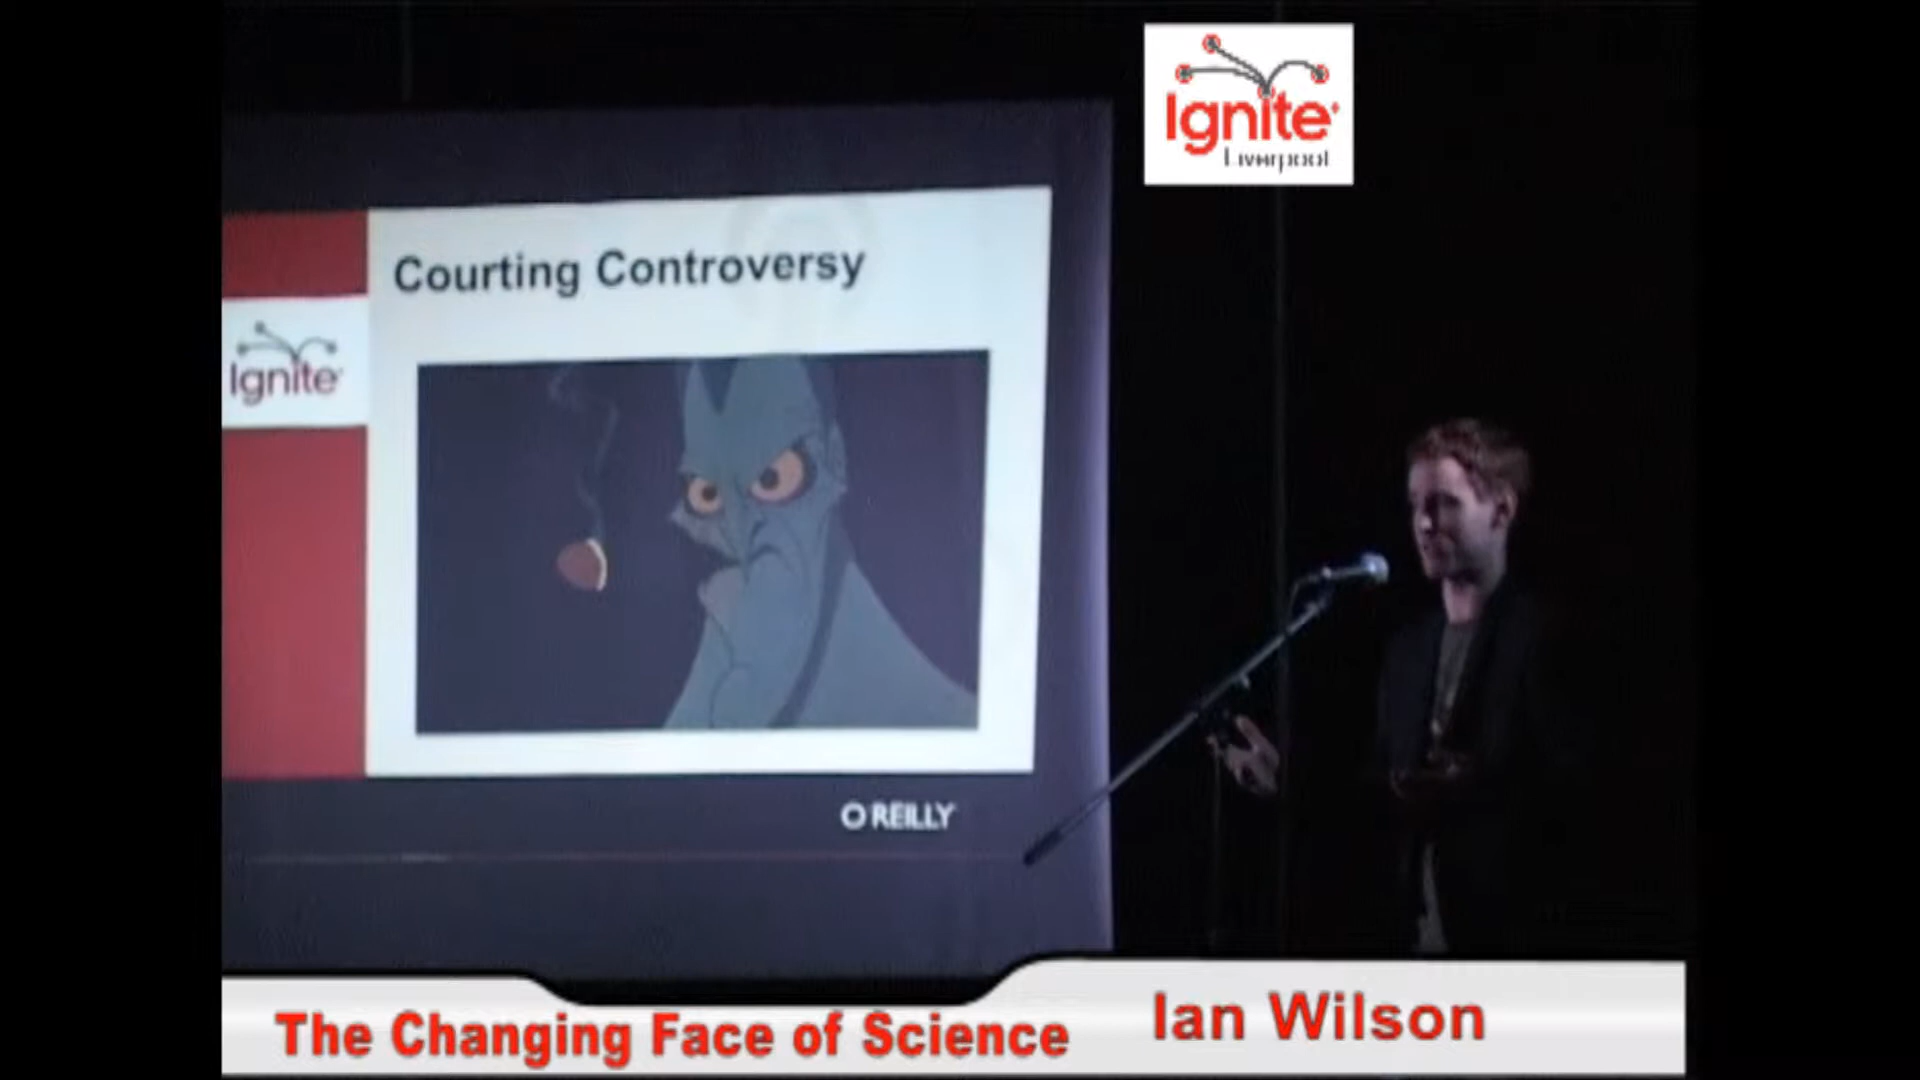 Ignite
Liverpool
Courting Controversy
Ignite
O REILLY
The Changing Face of Science
Ian Wilson